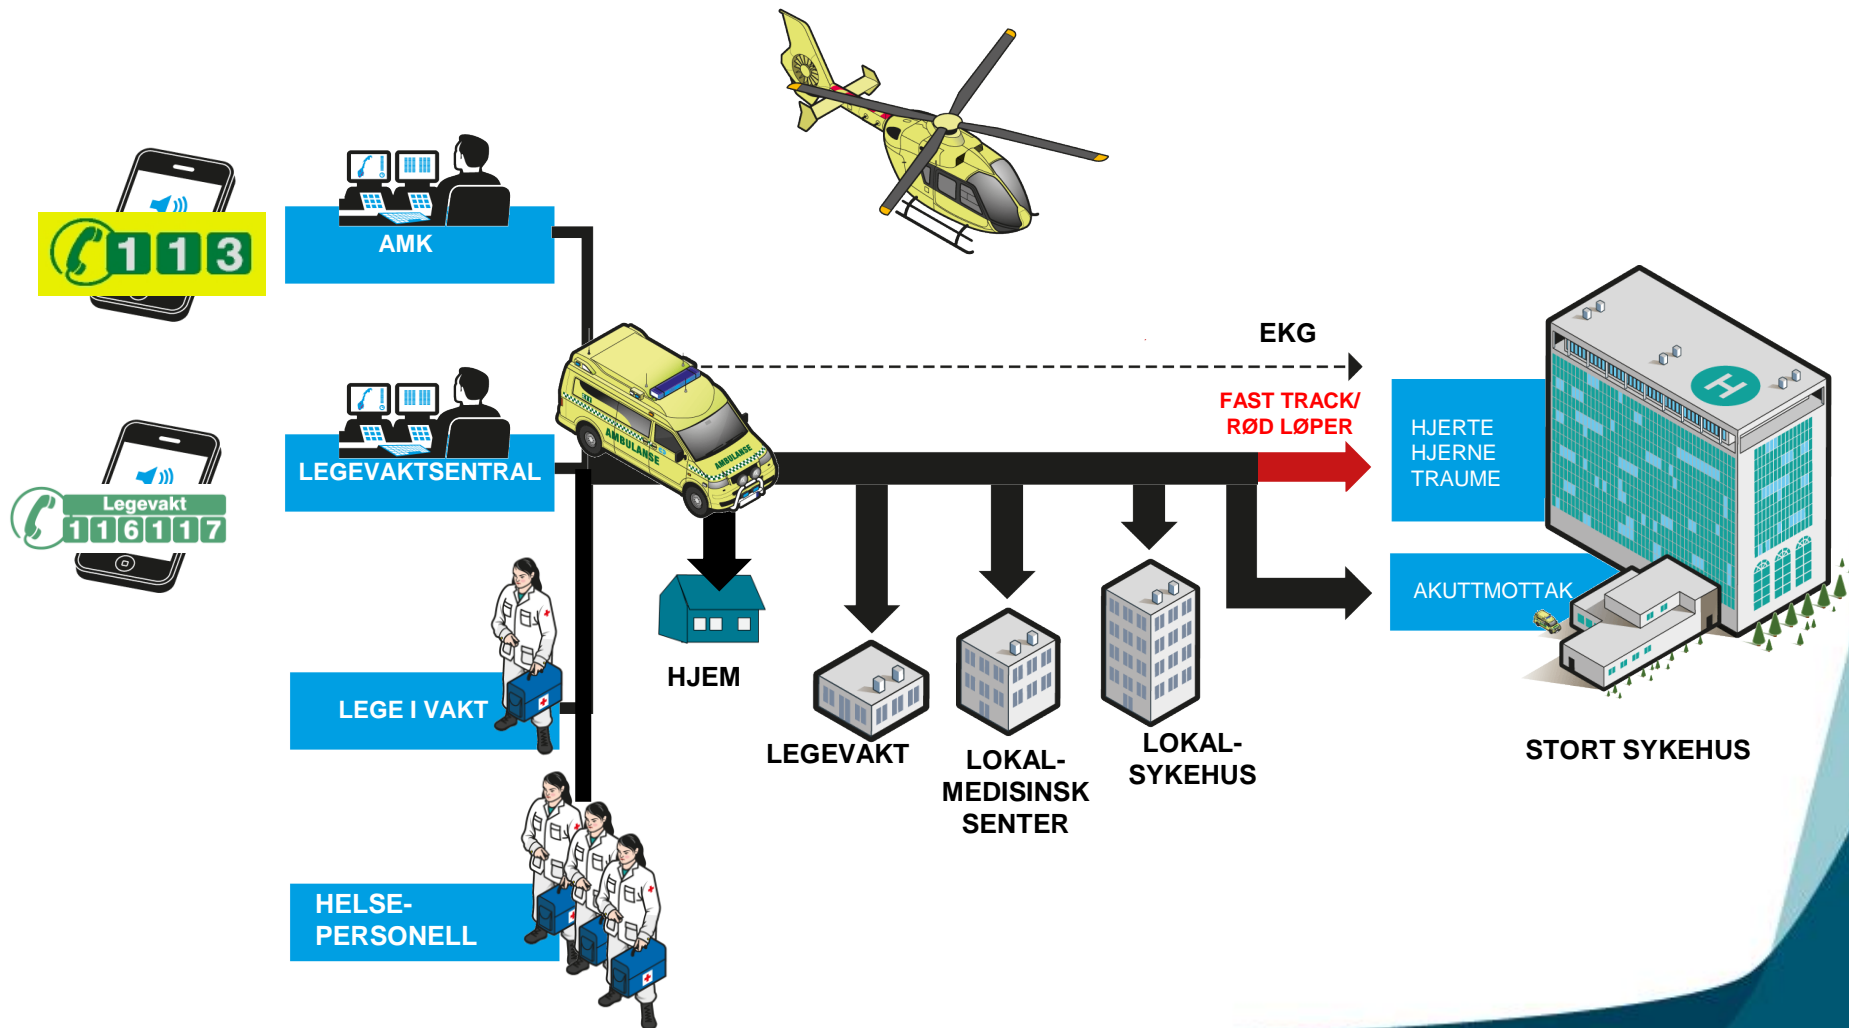 113
AMK
EKG
FAST TRACK/
RØD LØPER
HJERTE
HJERNE
TRAUME
H
AMBULANSE
AMBULANSE
LEGEVAKTSENTRAL
Legevakt
116117
AKUTTMOTTAK
HJEM
LEGE I VAKT
LEGEVAKT
LOKAL-
MEDISINSK
SENTER
LOKAL-
SYKEHUS
STORT SYKEHUS
HELSE-
PERSONELL